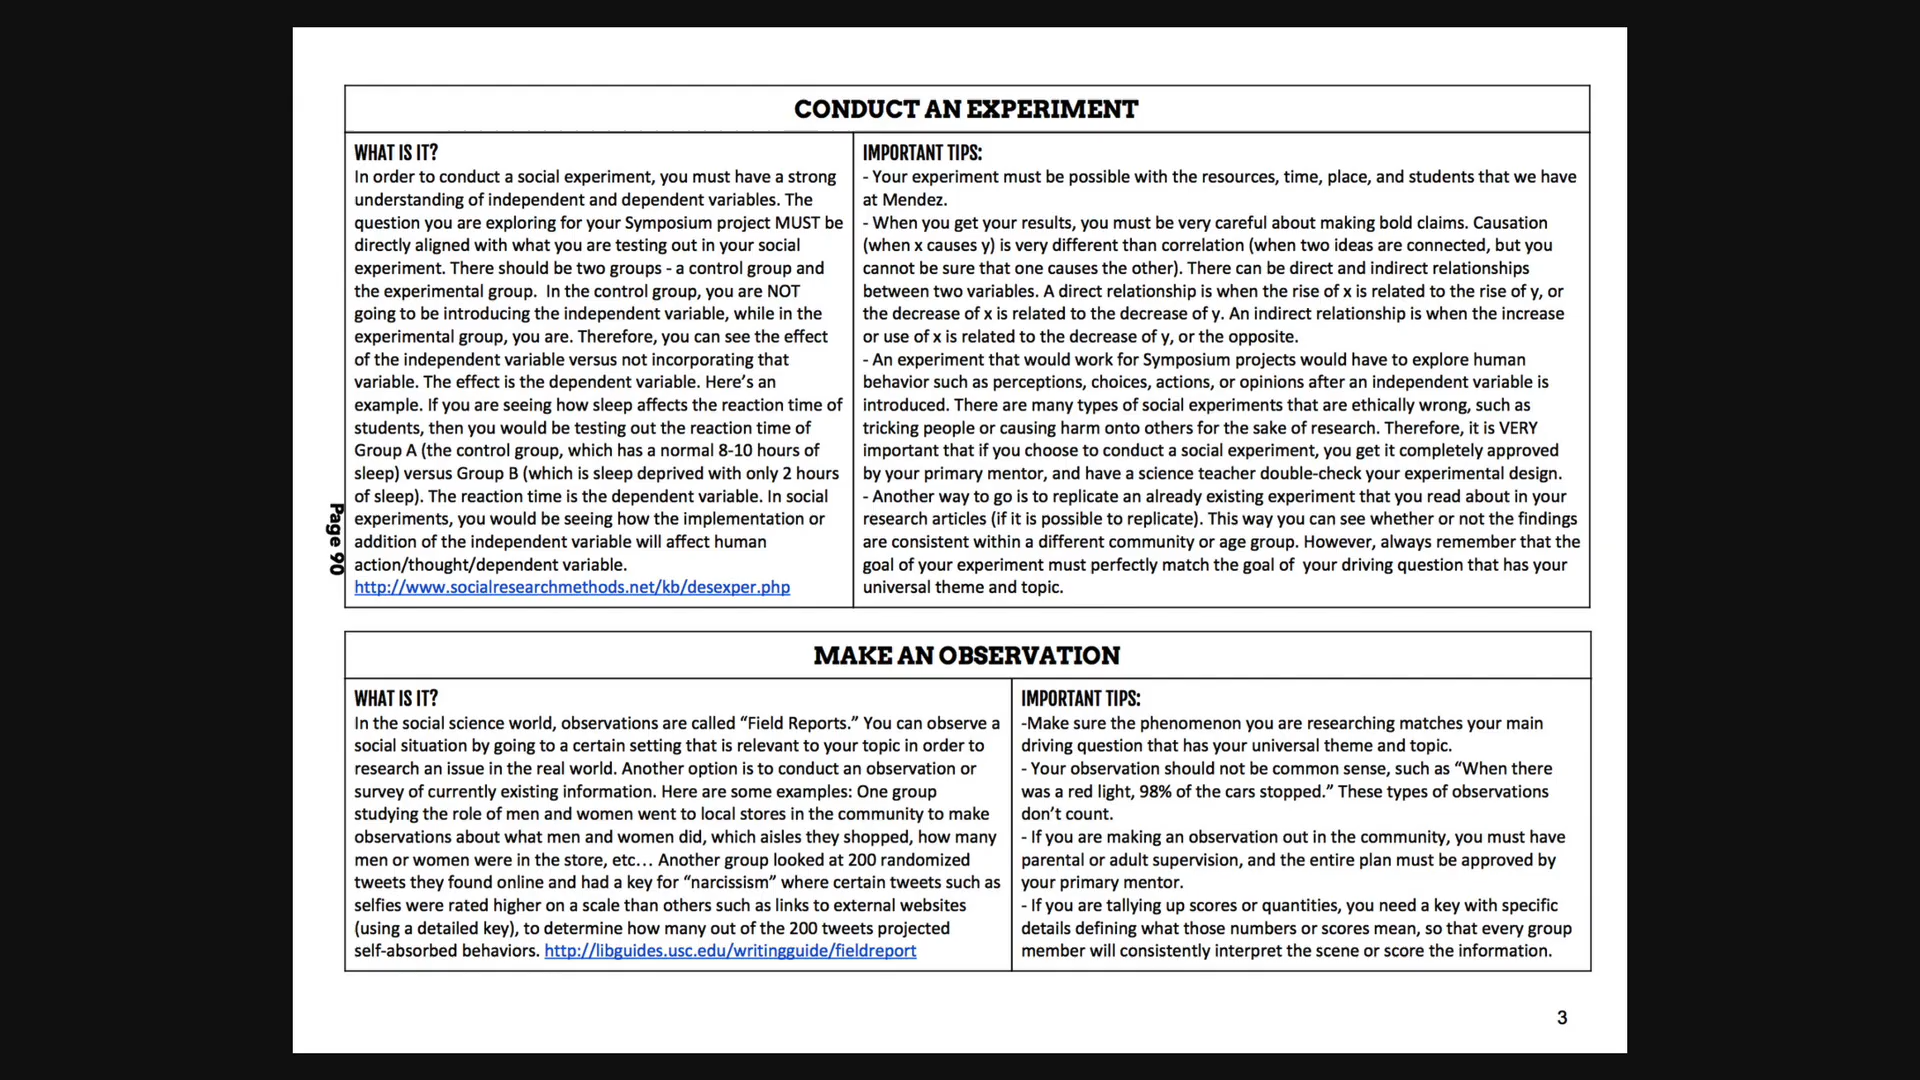 CONDUCT AN EXPERIMENT
WHAT IS IT?
In order to conduct a social experiment, you must have a strong
understanding of independent and dependent variables. The
question you are exploring for your Symposium project MUST be
directly aligned with what you are testing out in your social
experiment. There should be two groups - a control group and
the experimental group.  In the control group, you are NOT
going to be introducing the independent variable, while in the
experimental group, you are. Therefore, you can see the effect
of the independent variable versus not incorporating that
variable. The effect is the dependent variable. Here’s an
example. If you are seeing how sleep affects the reaction time of
students, then you would be testing out the reaction time of
Group A (the control group, which has a normal 8-10 hours of
sleep) versus Group B (which is sleep deprived with only 2 hours
of sleep). The reaction time is the dependent variable. In social
experiments, you would be seeing how the implementation or
addition of the independent variable will affect human
action/thought/dependent variable.
http://www.socialresearchmethods.net/kb/desexper.php
IMPORTANT TIPS:
- Your experiment must be possible with the resources, time, place, and students that we have
at Mendez.
- When you get your results, you must be very careful about making bold claims. Causation
(when x causes y) is very different than correlation (when two ideas are connected, but you
cannot be sure that one causes the other). There can be direct and indirect relationships
between two variables. A direct relationship is when the rise of x is related to the rise of y, or
the decrease of x is related to the decrease of y. An indirect relationship is when the increase
or use of x is related to the decrease of y, or the opposite.
- An experiment that would work for Symposium projects would have to explore human
behavior such as perceptions, choices, actions, or opinions after an independent variable is
introduced. There are many types of social experiments that are ethically wrong, such as
tricking people or causing harm onto others for the sake of research. Therefore, it is VERY
important that if you choose to conduct a social experiment, you get it completely approved
by your primary mentor, and have a science teacher double-check your experimental design.
- Another way to go is to replicate an already existing experiment that you read about in your
research articles (if it is possible to replicate). This way you can see whether or not the findings
are consistent within a different community or age group. However, always remember that the
goal of your experiment must perfectly match the goal of  your driving question that has your
universal theme and topic.
Page 90
MAKE AN OBSERVATION
WHAT IS IT?
In the social science world, observations are called “Field Reports.” You can observe a
social situation by going to a certain setting that is relevant to your topic in order to
research an issue in the real world. Another option is to conduct an observation or
survey of currently existing information. Here are some examples: One group
studying the role of men and women went to local stores in the community to make
observations about what men and women did, which aisles they shopped, how many
men or women were in the store, etc… Another group looked at 200 randomized
tweets they found online and had a key for “narcissism” where certain tweets such as
selfies were rated higher on a scale than others such as links to external websites
(using a detailed key), to determine how many out of the 200 tweets projected
self-absorbed behaviors. http://libguides.usc.edu/writingguide/fieldreport
IMPORTANT TIPS:
-Make sure the phenomenon you are researching matches your main
driving question that has your universal theme and topic.
- Your observation should not be common sense, such as “When there
was a red light, 98% of the cars stopped.” These types of observations
don’t count.
- If you are making an observation out in the community, you must have
parental or adult supervision, and the entire plan must be approved by
your primary mentor.
- If you are tallying up scores or quantities, you need a key with specific
details defining what those numbers or scores mean, so that every group
member will consistently interpret the scene or score the information.
3